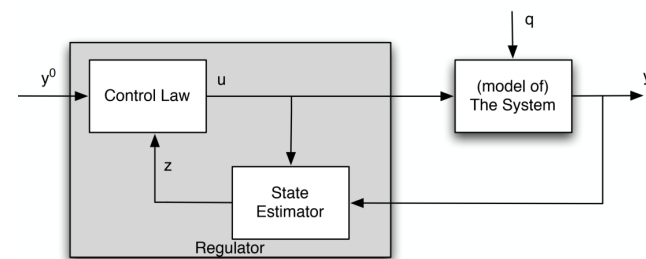 q
y⁰
Control Law
u
(model of)
The System
y
z
State
Estimator
Regulator